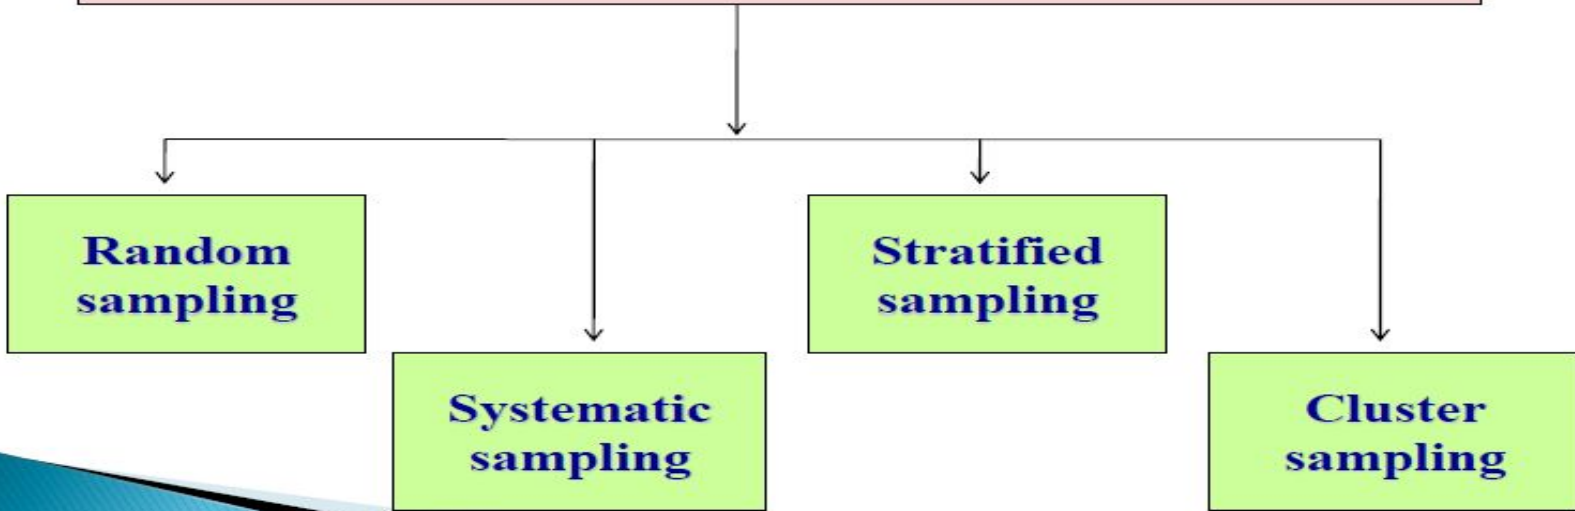 Random
sampling
Systematic
sampling
Stratified
sampling
Cluster
sampling